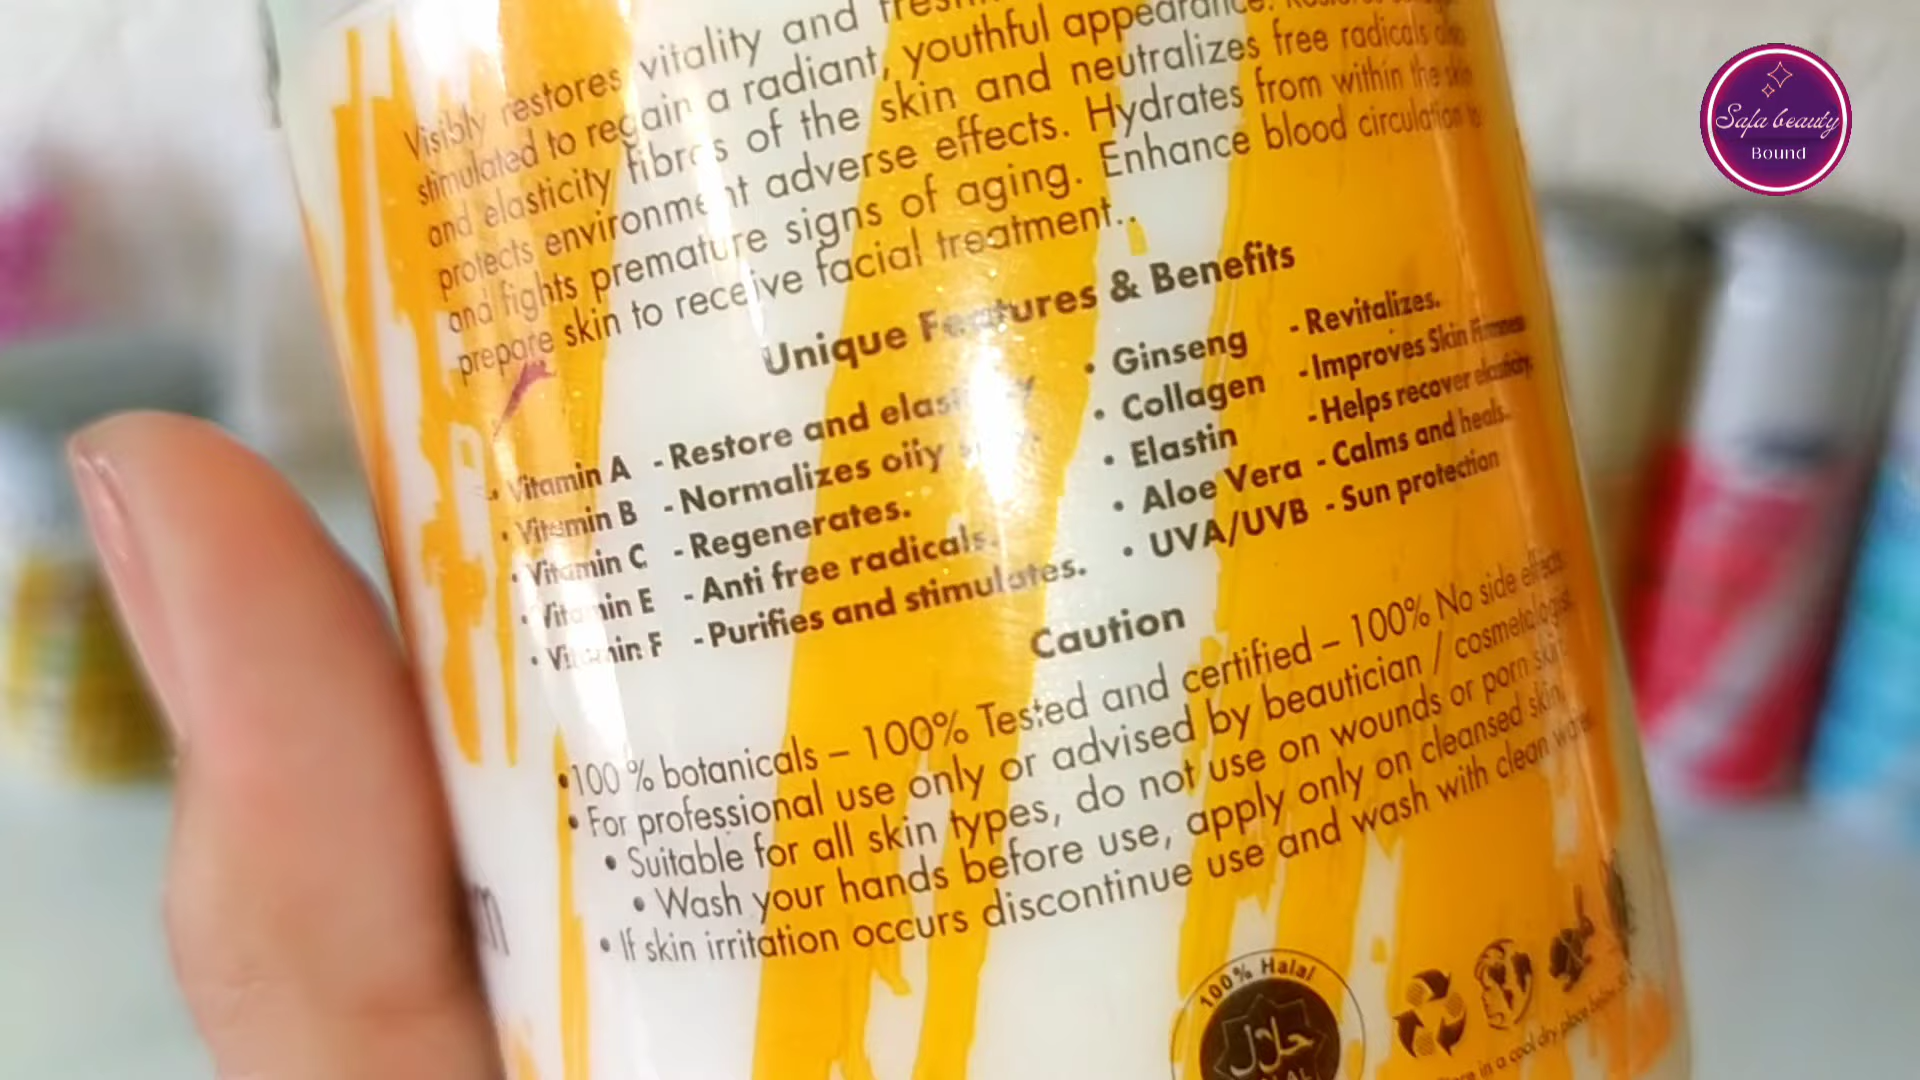 Visibly restores vitality and
stimulated to regain a radiant, youthful appearance.
and elasticity fibres of the skin and neutralizes free radicals also
protects environment adverse effects. Hydrates from within the skin
and fights premature signs of aging. Enhance blood circulation to
prepare skin to receive facial treatment..
Unique Features & Benefits
• Vitamin A - Restore and elasticity
• Vitamin B - Normalizes oily
• Vitamin C - Regenerates.
• Vitamin E - Anti free radicals.
• Vitamin F - Purifies and stimulates.
• Ginseng - Revitalizes.
• Collagen - Improves Skin Firmness
• Elastin - Helps recover elasticity.
• Aloe Vera - Calms and heals.
• UVA/UVB - Sun protection
Caution
•100 % botanicals – 100% Tested and certified – 100% No side effects.
• For professional use only or advised by beautician / cosmetologist.
• Suitable for all skin types, do not use on wounds or porn skin.
• Wash your hands before use, apply only on cleansed skin.
• If skin irritation occurs discontinue use and wash with clean water.
100% Halal
حلال
in a cool dry place
Safa beauty
Bound